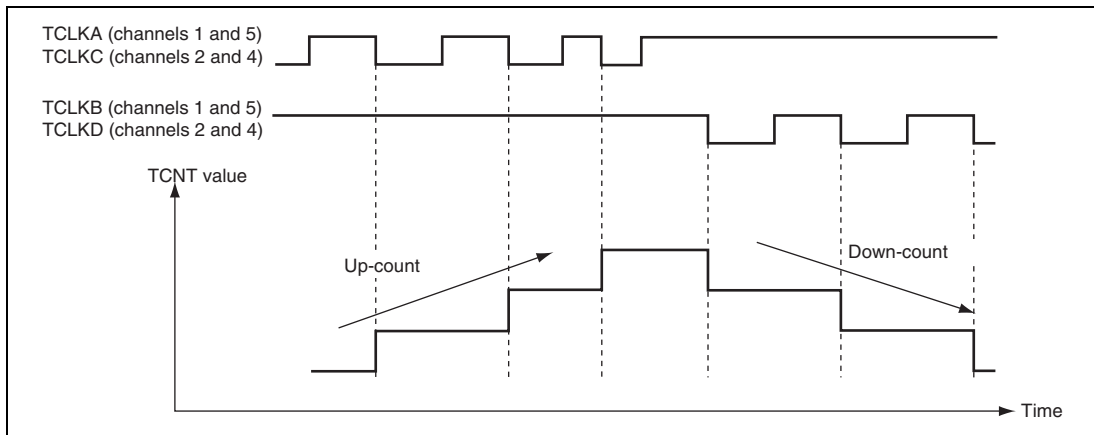 TCLKA (channels 1 and 5)
TCLKC (channels 2 and 4)
TCLKB (channels 1 and 5)
TCLKD (channels 2 and 4)
TCNT value
Up-count
Down-count
Time